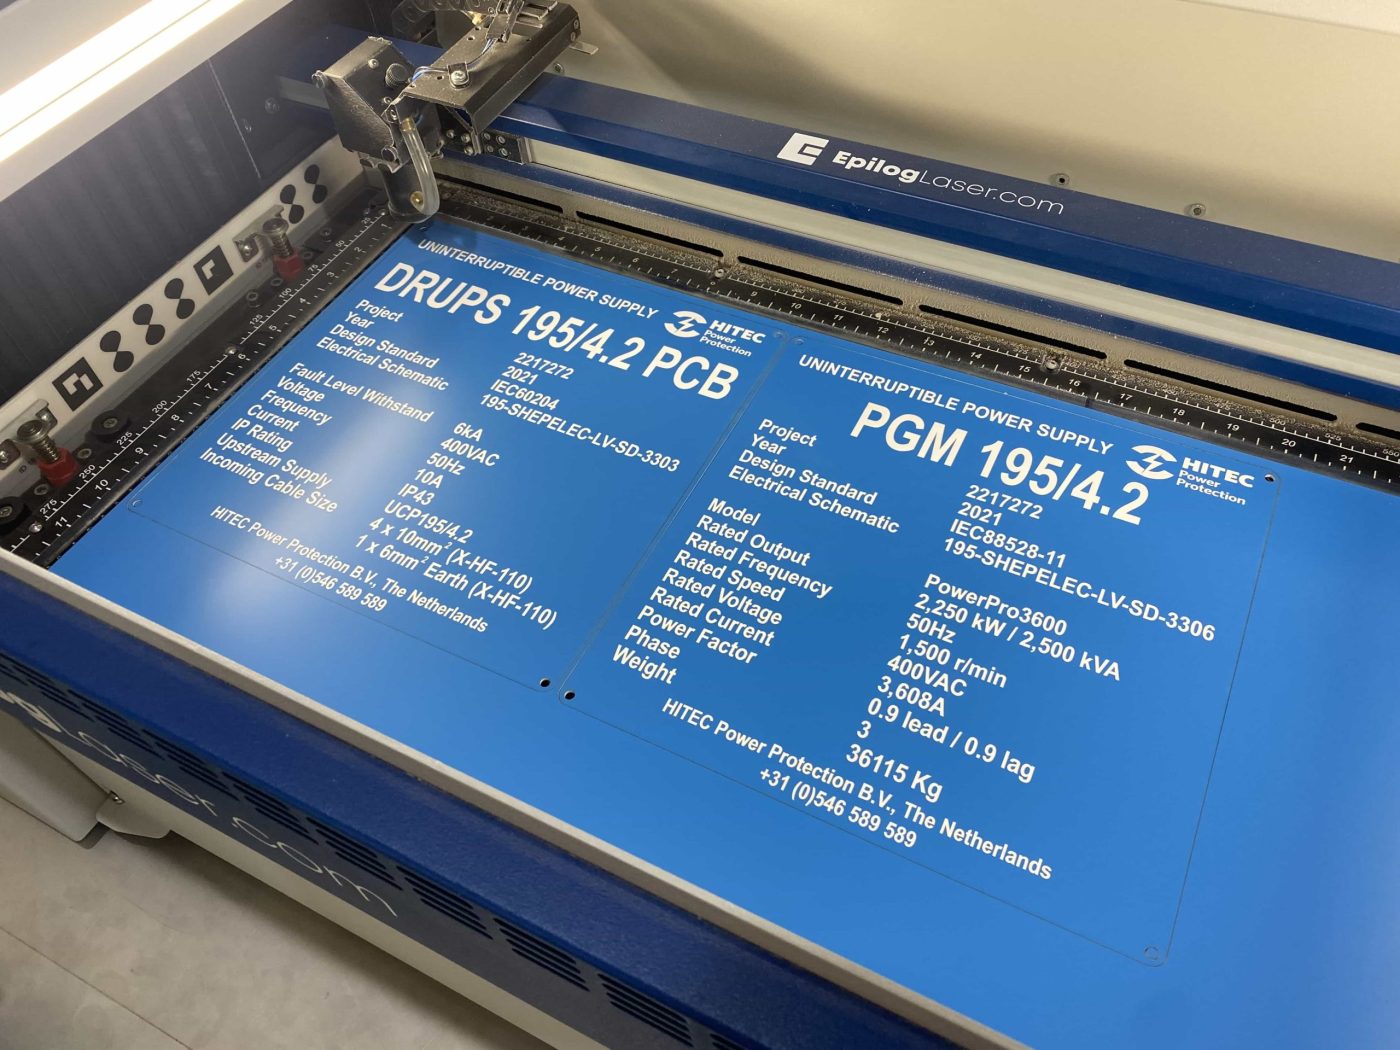 Epilog Laser.com
UNINTERRUPTIBLE POWER SUPPLY
HITEC
Power
Protection
DRUPS 195/4.2 PCB
Project 2217272
Year 2021
Design Standard IEC60204
Electrical Schematic 195-SHEPELEC-LV-SD-3303
Fault Level Withstand 6kA
Voltage 400VAC
Frequency 50Hz
Current 10A
IP Rating IP43
Upstream Supply UCP195/4.2
Incoming Cable Size 4 x 10mm² (X-HF-110)
1 x 6mm² Earth (X-HF-110)
HITEC Power Protection B.V., The Netherlands
+31 (0)546 589 589
UNINTERRUPTIBLE POWER SUPPLY
HITEC
Power
Protection
PGM 195/4.2
Project 2217272
Year 2021
Design Standard IEC88528-11
Electrical Schematic 195-SHEPELEC-LV-SD-3306
Model PowerPro3600
Rated Output 2,250 kW / 2,500 kVA
Rated Frequency 50Hz
Rated Speed 1,500 r/min
Rated Voltage 400VAC
Rated Current 3,608A
Power Factor 0.9 lead / 0.9 lag
Phase 3
Weight 36115 Kg
HITEC Power Protection B.V., The Netherlands
+31 (0)546 589 589
Laser.com